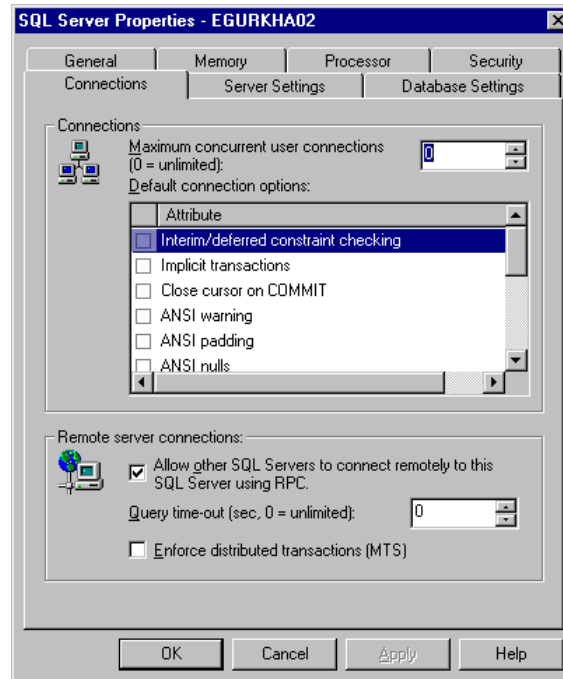 SQL Server Properties - EGURKHA02
General Memory Processor Security
Connections Server Settings Database Settings
Connections
Maximum concurrent user connections
(0 = unlimited):
0
Default connection options:
Attribute
Interim/deferred constraint checking
Implicit transactions
Close cursor on COMMIT
ANSI warning
ANSI padding
ANSI nulls
Remote server connections:
Allow other SQL Servers to connect remotely to this
SQL Server using RPC.
Query time-out (sec, 0 = unlimited): 0
Enforce distributed transactions (MTS)
OK Cancel Apply Help